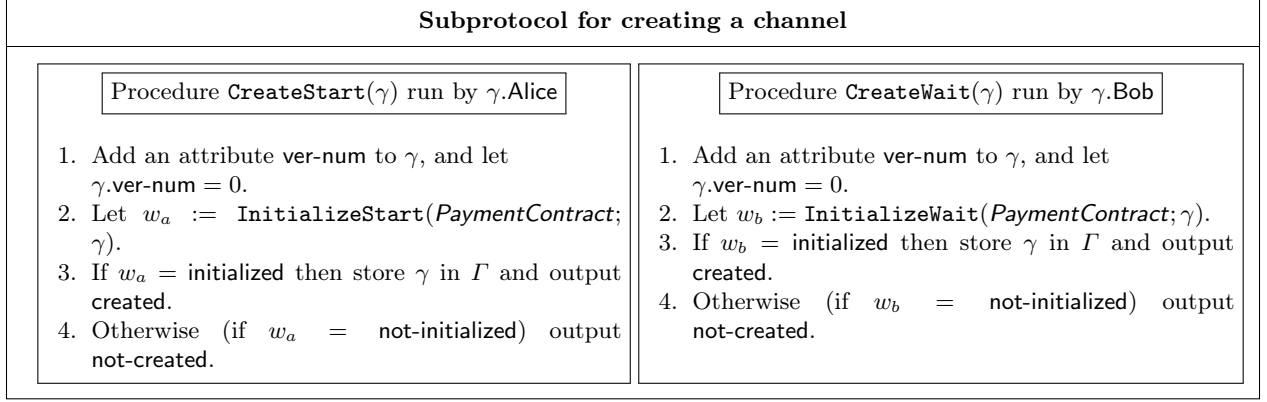 Subprotocol for creating a channel
Procedure CreateStart(γ) run by γ.Alice
1. Add an attribute ver-num to γ, and let
γ.ver-num = 0.
2. Let w_a := InitializeStart(PaymentContract;
γ).
3. If w_a = initialized then store γ in Γ and output
created.
4. Otherwise (if w_a = not-initialized) output
not-created.
Procedure CreateWait(γ) run by γ.Bob
1. Add an attribute ver-num to γ, and let
γ.ver-num = 0.
2. Let w_b := InitializeWait(PaymentContract; γ).
3. If w_b = initialized then store γ in Γ and output
created.
4. Otherwise (if w_b = not-initialized) output
not-created.